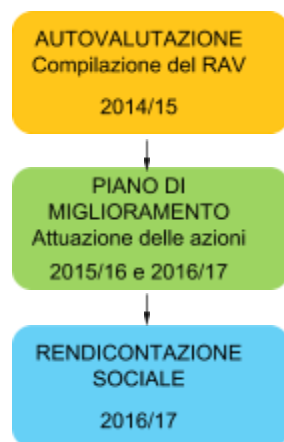 AUTOVALUTAZIONE
Compilazione del RAV
2014/15
PIANO DI
MIGLIORAMENTO
Attuazione delle azioni
2015/16 e 2016/17
RENDICONTAZIONE
SOCIALE
2016/17